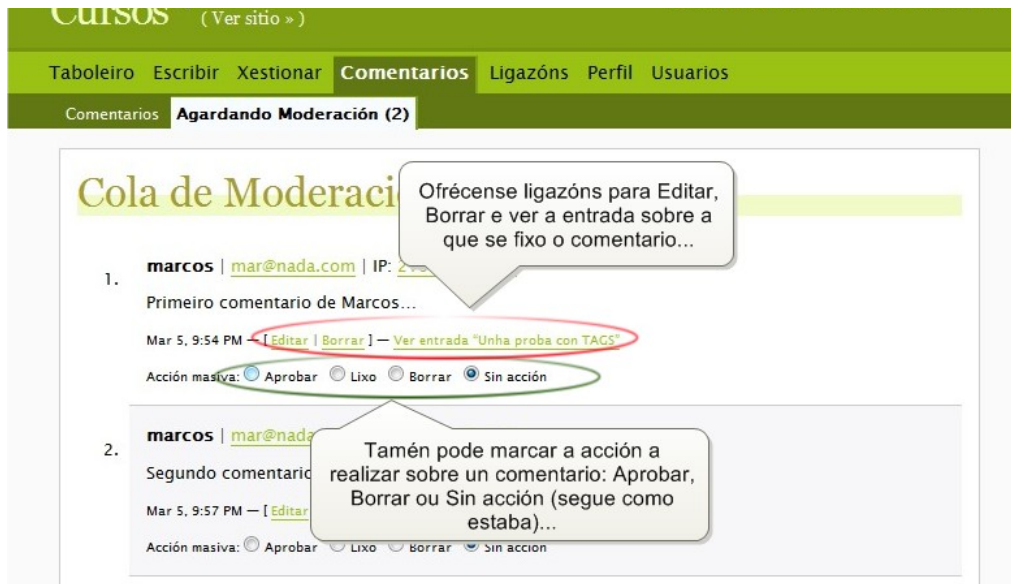 Cursos (Ver sitio »)
Taboleiro Escribir Xestionar Comentarios Ligazóns Perfil Usuarios
Comentarios Agardando Moderación (2)
Cola de Moderaci
Ofrécense ligazóns para Editar,
Borrar e ver a entrada sobre a
que se fixo o comentario...
1. marcos | mar@nada.com | IP:
Primeiro comentario de Marcos...
Mar 5, 9:54 PM — [ Editar | Borrar ] — Ver entrada "Unha proba con TAGS"
Acción masiva: Aprobar Lixo Borrar Sin acción
2. marcos | mar@nada
Segundo comentario
Mar 5, 9:57 PM — [ Editar
Tamén pode marcar a acción a
realizar sobre un comentario: Aprobar,
Borrar ou Sin acción (segue como
estaba)...
Acción masiva: Aprobar Lixo Borrar Sin acción